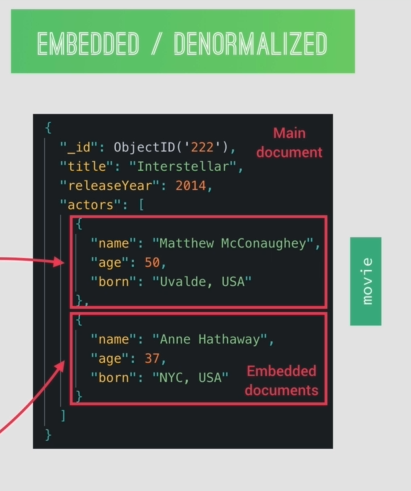 EMBEDDED / DENORMALIZED
{
"_id": ObjectID('222'),
"title": "Interstellar",
"releaseYear": 2014,
"actors": [
{
"name": "Matthew McConaughey",
"age": 50,
"born": "Uvalde, USA"
},
{
"name": "Anne Hathaway",
"age": 37,
"born": "NYC, USA"
}
]
}
Main
document
Embedded
documents
movie